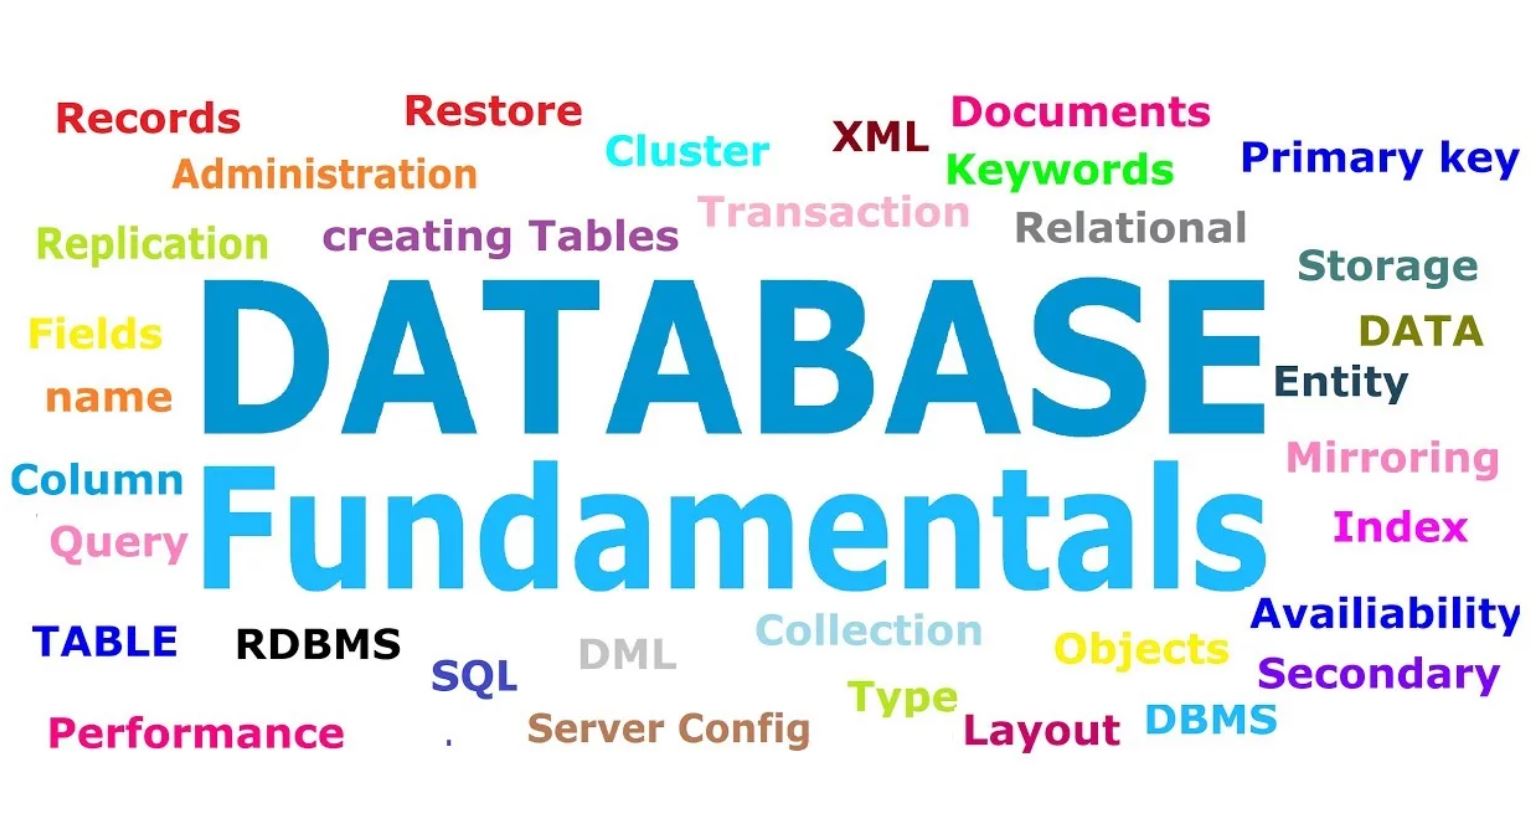 Records
Restore
Cluster
XML
Documents
Primary key
Administration
Keywords
Transaction
Replication
creating Tables
Relational
Storage
DATABASE
Fields
DATA
name
Entity
Fundamentals
Column
Mirroring
Query
Index
TABLE
RDBMS
SQL
DML
Collection
Objects
Availiability
Type
Secondary
Performance
Server Config
Layout
DBMS